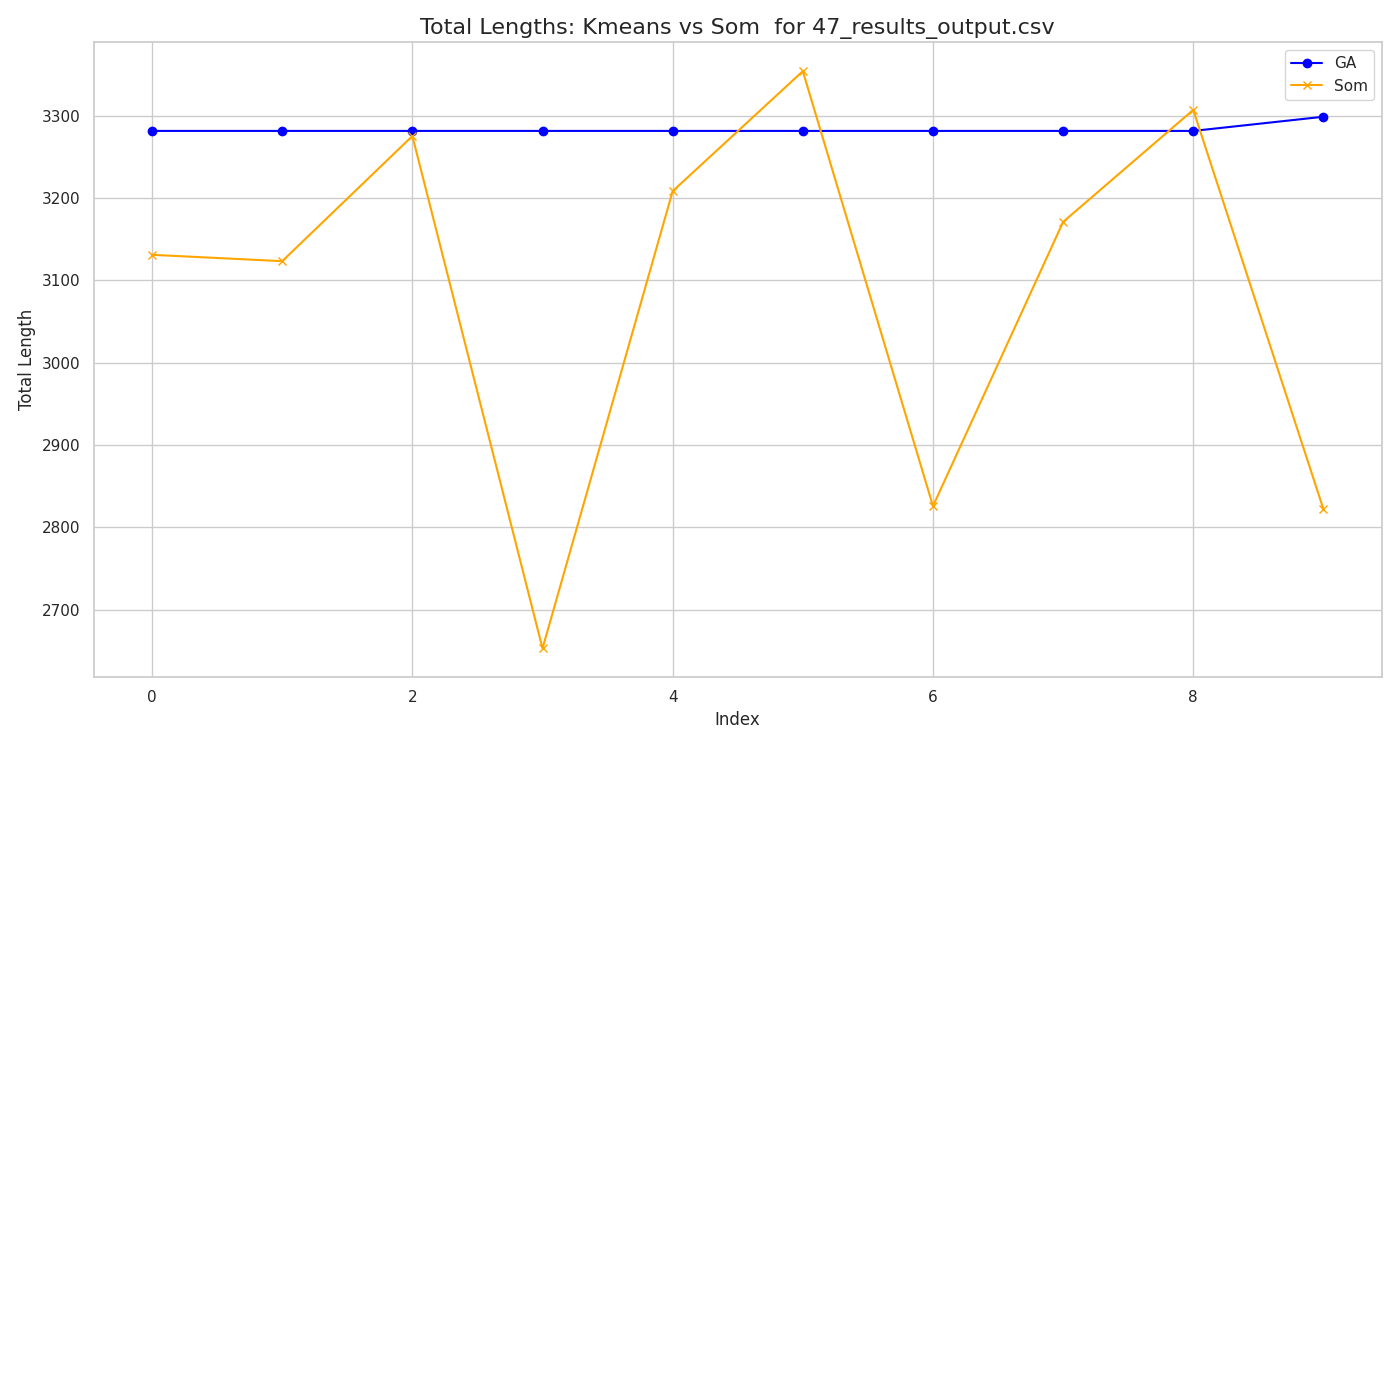 Total Lengths: Kmeans vs Som  for 47_results_output.csv
GA
Som
3300
3200
3100
3000
2900
2800
2700
Total Length
0 2 4 6 8
Index